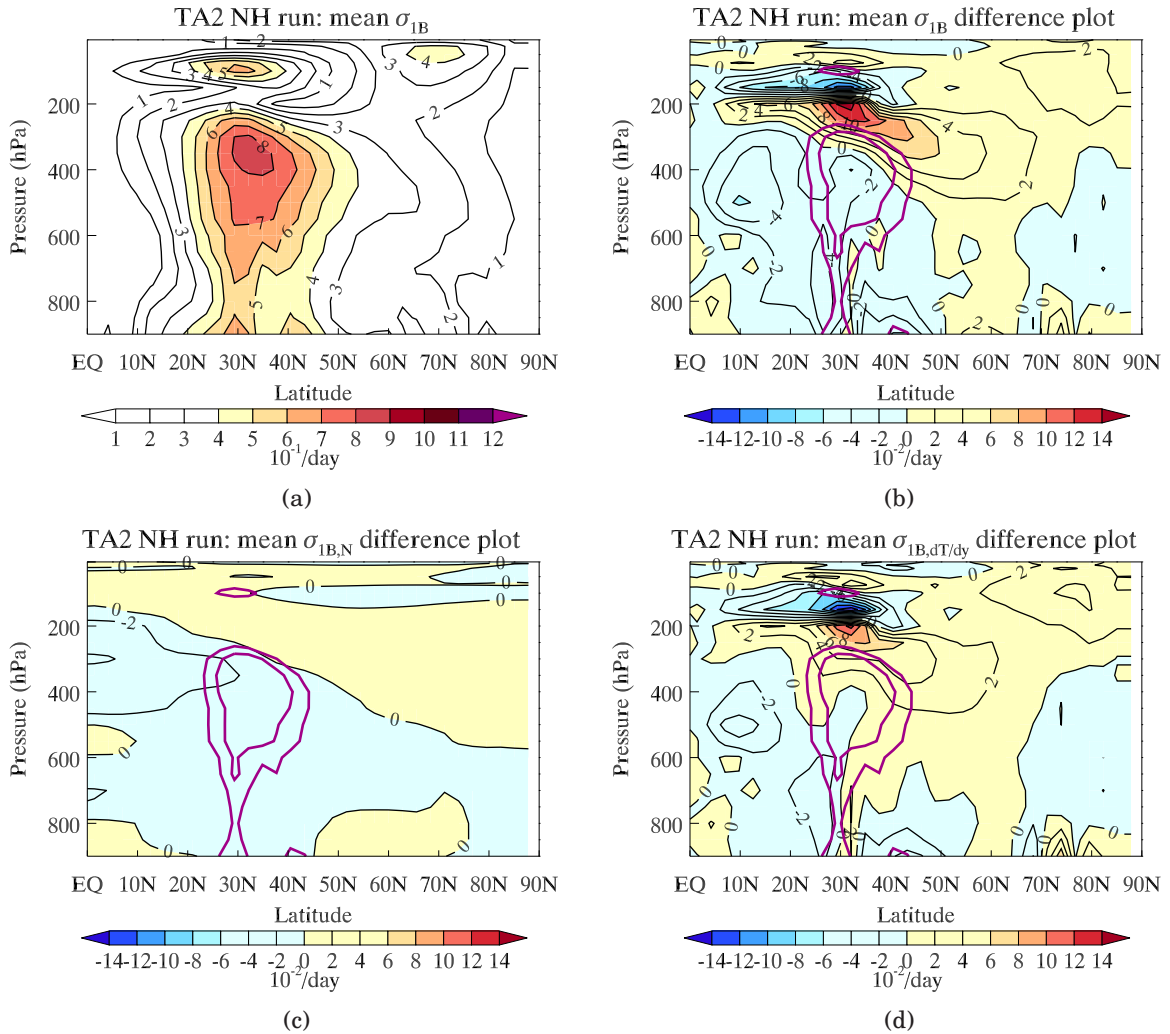 TA2 NH run: mean σ1B
TA2 NH run: mean σ1B difference plot
Pressure (hPa)
200
400
600
800
EQ 10N 20N 30N 40N 50N 60N 70N 80N 90N
Latitude
1 2 3 4 5 6 7 8 9 10 11 12
10⁻¹/day
(a)
Pressure (hPa)
200
400
600
800
EQ 10N 20N 30N 40N 50N 60N 70N 80N 90N
Latitude
-14 -12 -10 -8 -6 -4 -2 0 2 4 6 8 10 12 14
10⁻²/day
(b)
TA2 NH run: mean σ1B,N difference plot
TA2 NH run: mean σ1B,dT/dy difference plot
Pressure (hPa)
200
400
600
800
EQ 10N 20N 30N 40N 50N 60N 70N 80N 90N
Latitude
-14 -12 -10 -8 -6 -4 -2 0 2 4 6 8 10 12 14
10⁻²/day
(c)
Pressure (hPa)
200
400
600
800
EQ 10N 20N 30N 40N 50N 60N 70N 80N 90N
Latitude
-14 -12 -10 -8 -6 -4 -2 0 2 4 6 8 10 12 14
10⁻²/day
(d)